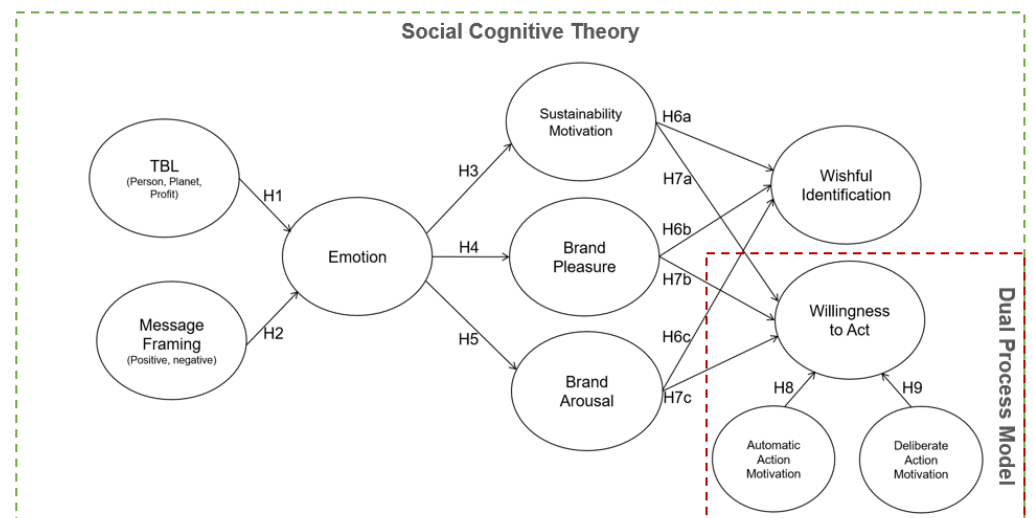 Social Cognitive Theory
Sustainability
Motivation
H6a
TBL
(Person, Planet,
Profit)
H1
H3
H7a
Wishful
Identification
Emotion
H4
Brand
Pleasure
H6b
H7b
Message
Framing
(Positive, negative)
H2
H5
Brand
Arousal
H6c
H7c
Willingness
to Act
H8
H9
Automatic
Action
Motivation
Deliberate
Action
Motivation
Dual Process Model